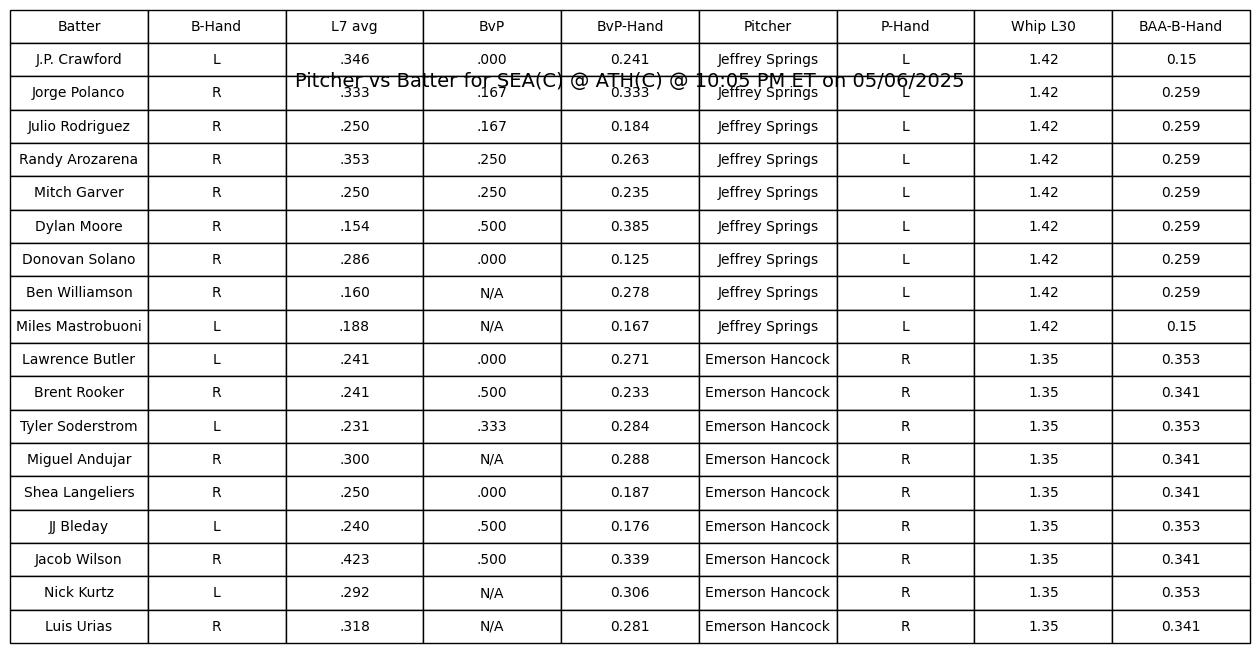 Batter B-Hand L7 avg BvP BvP-Hand Pitcher P-Hand Whip L30 BAA-B-Hand
J.P. Crawford L .346 .000 0.241 Jeffrey Springs L 1.42 0.15
Pitcher vs Batter for SEA(C) @ ATH(C) @ 10:05 PM ET on 05/06/2025
Jorge Polanco R .333 .167 0.333 Jeffrey Springs L 1.42 0.259
Julio Rodriguez R .250 .167 0.184 Jeffrey Springs L 1.42 0.259
Randy Arozarena R .353 .250 0.263 Jeffrey Springs L 1.42 0.259
Mitch Garver R .250 .250 0.235 Jeffrey Springs L 1.42 0.259
Dylan Moore R .154 .500 0.385 Jeffrey Springs L 1.42 0.259
Donovan Solano R .286 .000 0.125 Jeffrey Springs L 1.42 0.259
Ben Williamson R .160 N/A 0.278 Jeffrey Springs L 1.42 0.259
Miles Mastrobuoni L .188 N/A 0.167 Jeffrey Springs L 1.42 0.15
Lawrence Butler L .241 .000 0.271 Emerson Hancock R 1.35 0.353
Brent Rooker R .241 .500 0.233 Emerson Hancock R 1.35 0.341
Tyler Soderstrom L .231 .333 0.284 Emerson Hancock R 1.35 0.353
Miguel Andujar R .300 N/A 0.288 Emerson Hancock R 1.35 0.341
Shea Langeliers R .250 .000 0.187 Emerson Hancock R 1.35 0.341
JJ Bleday L .240 .500 0.176 Emerson Hancock R 1.35 0.353
Jacob Wilson R .423 .500 0.339 Emerson Hancock R 1.35 0.341
Nick Kurtz L .292 N/A 0.306 Emerson Hancock R 1.35 0.353
Luis Urias R .318 N/A 0.281 Emerson Hancock R 1.35 0.341